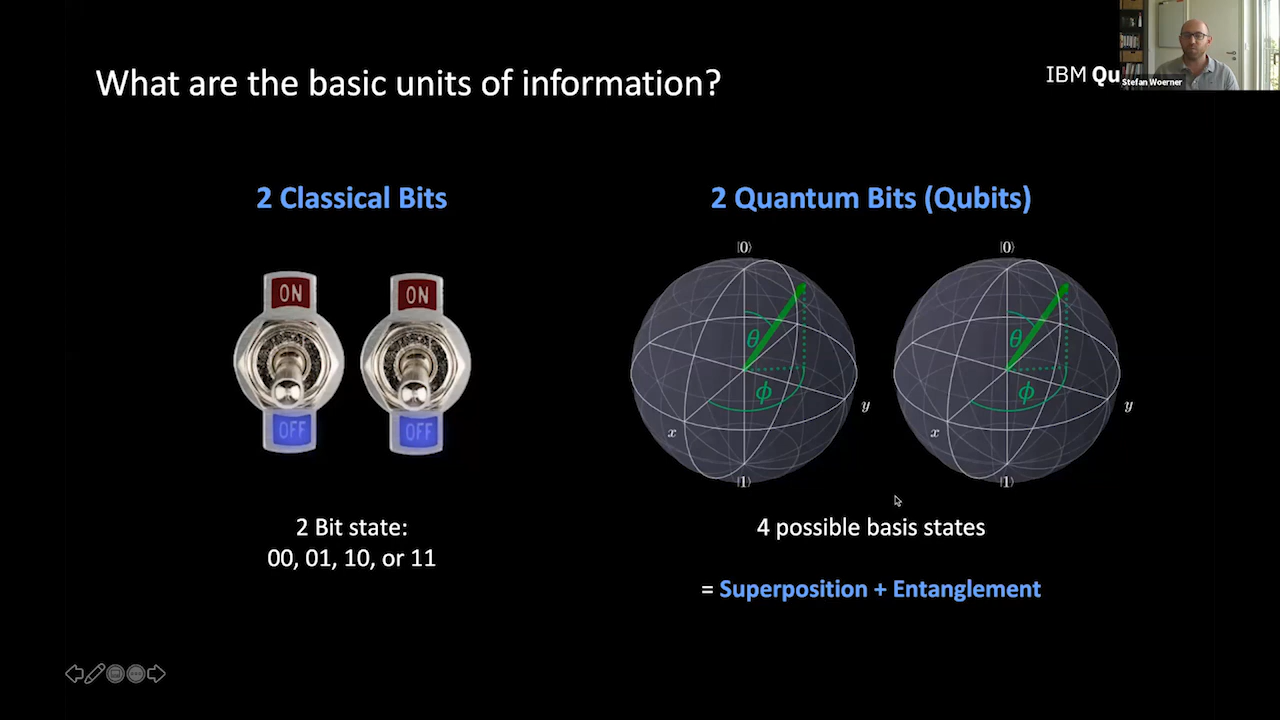 What are the basic units of information?
IBM Qu
Stefan Woerner
2 Classical Bits
2 Quantum Bits (Qubits)
ON
ON
OFF
OFF
|0⟩
|0⟩
θ
θ
ϕ
ϕ
x
y
x
y
|1⟩
|1⟩
2 Bit state:
00, 01, 10, or 11
4 possible basis states
= Superposition + Entanglement